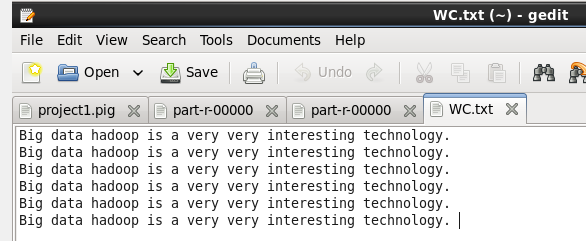 WC.txt (~) - gedit
File Edit View Search Tools Documents Help
Open Save Undo
project1.pig part-r-00000 part-r-00000 WC.txt
Big data hadoop is a very very interesting technology.
Big data hadoop is a very very interesting technology.
Big data hadoop is a very very interesting technology.
Big data hadoop is a very very interesting technology.
Big data hadoop is a very very interesting technology.
Big data hadoop is a very very interesting technology.